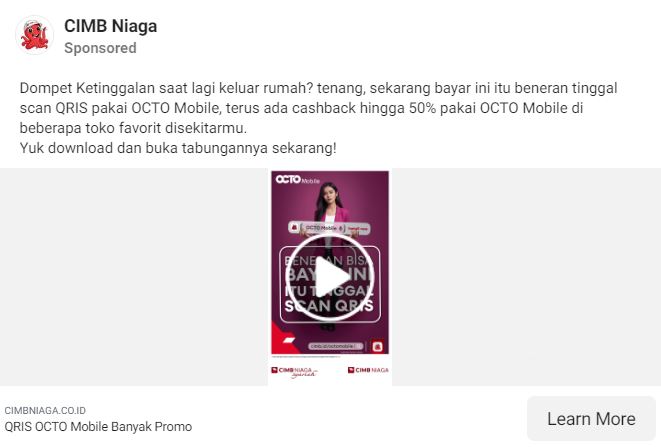 CIMB Niaga
Sponsored
Dompet Ketinggalan saat lagi keluar rumah? tenang, sekarang bayar ini itu beneran tinggal
scan QRIS pakai OCTO Mobile, terus ada cashback hingga 50% pakai OCTO Mobile di
beberapa toko favorit disekitarmu.
Yuk download dan buka tabungannya sekarang!
OCTO Mobile
OCTO Mobile
BENERAN BISA
BAYAR INI
ITU TINGGAL
SCAN QRIS
cimb.id/octomobile
CIMB NIAGA syariah
CIMB NIAGA
CIMBNIAGA.CO.ID
QRIS OCTO Mobile Banyak Promo
Learn More